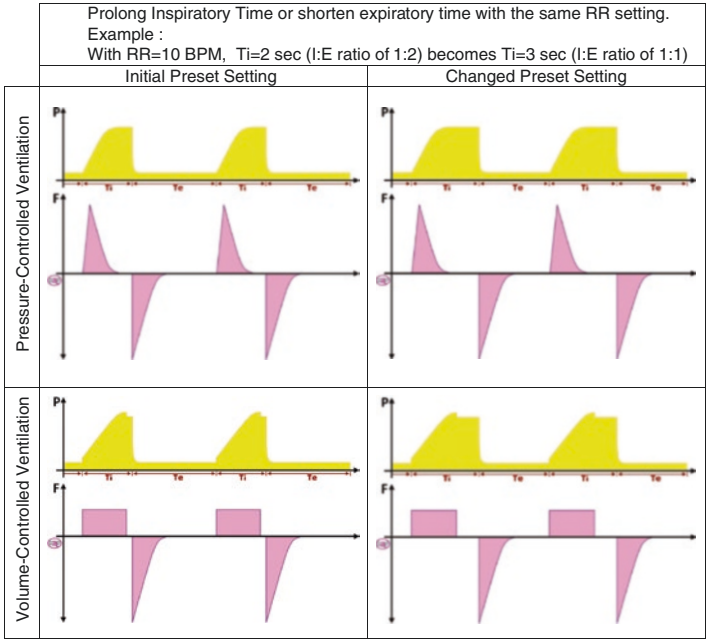 Prolong Inspiratory Time or shorten expiratory time with the same RR setting.
Example :
With RR=10 BPM, Ti=2 sec (I:E ratio of 1:2) becomes Ti=3 sec (I:E ratio of 1:1)
Initial Preset Setting
Changed Preset Setting
Pressure-Controlled Ventilation
P
Ti Te Ti Te
F
P
Ti Te Ti Te
F
Volume-Controlled Ventilation
P
Ti Te Ti Te
F
P
Ti Te Ti Te
F